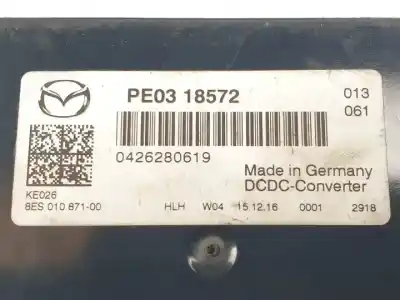 PE03 18572
013
061
0426280619
Made in Germany
DCDC-Converter
KE026
8ES 010 871-00
HLH W04 15.12.16 0001 2918